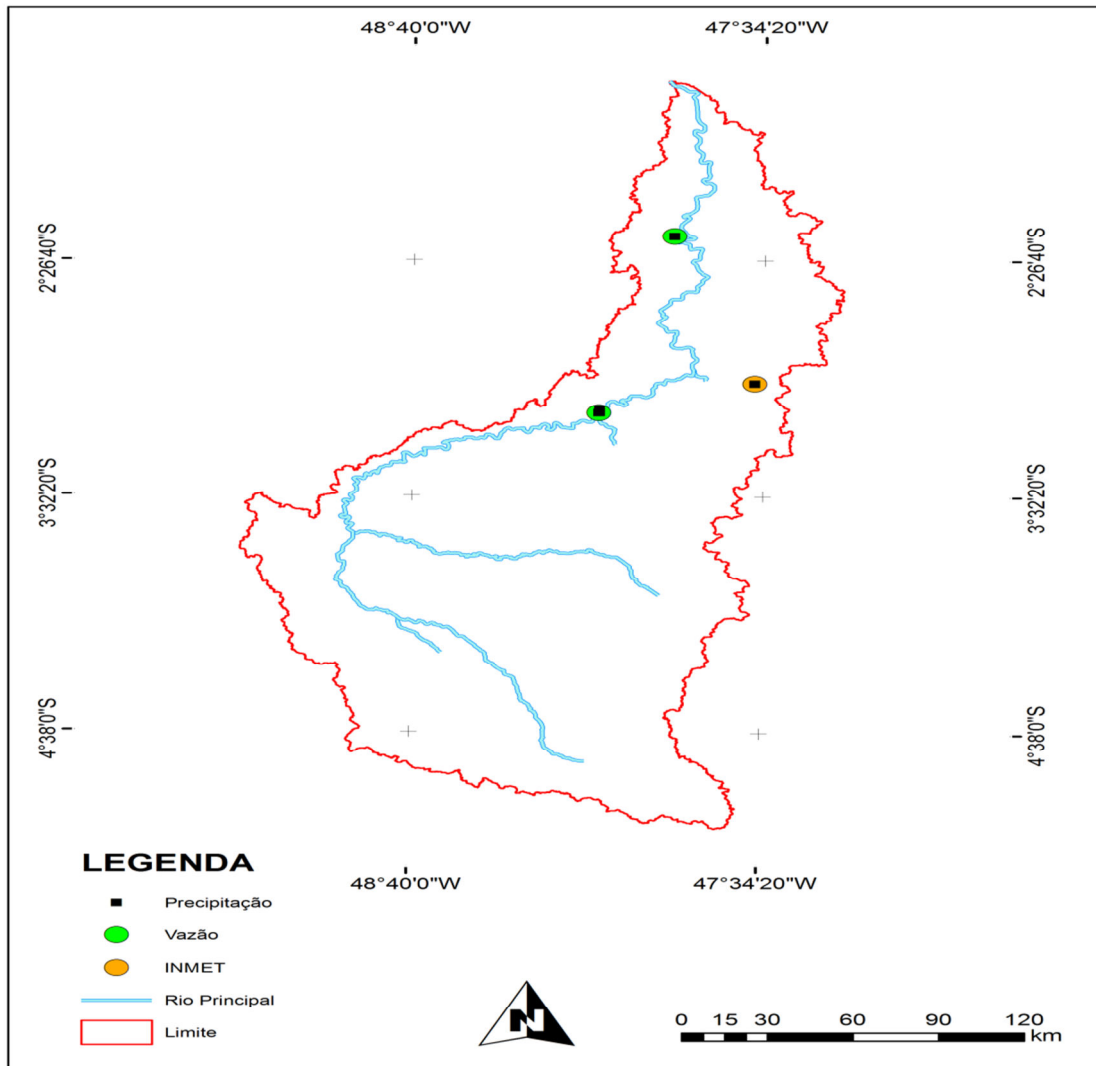 48°40'0"W 47°34'20"W
2°26'40"S 2°26'40"S
3°32'20"S 3°32'20"S
4°38'0"S 4°38'0"S
48°40'0"W 47°34'20"W
LEGENDA
Precipitação
Vazão
INMET
Rio Principal
Limite
N
0 15 30 60 90 120
km